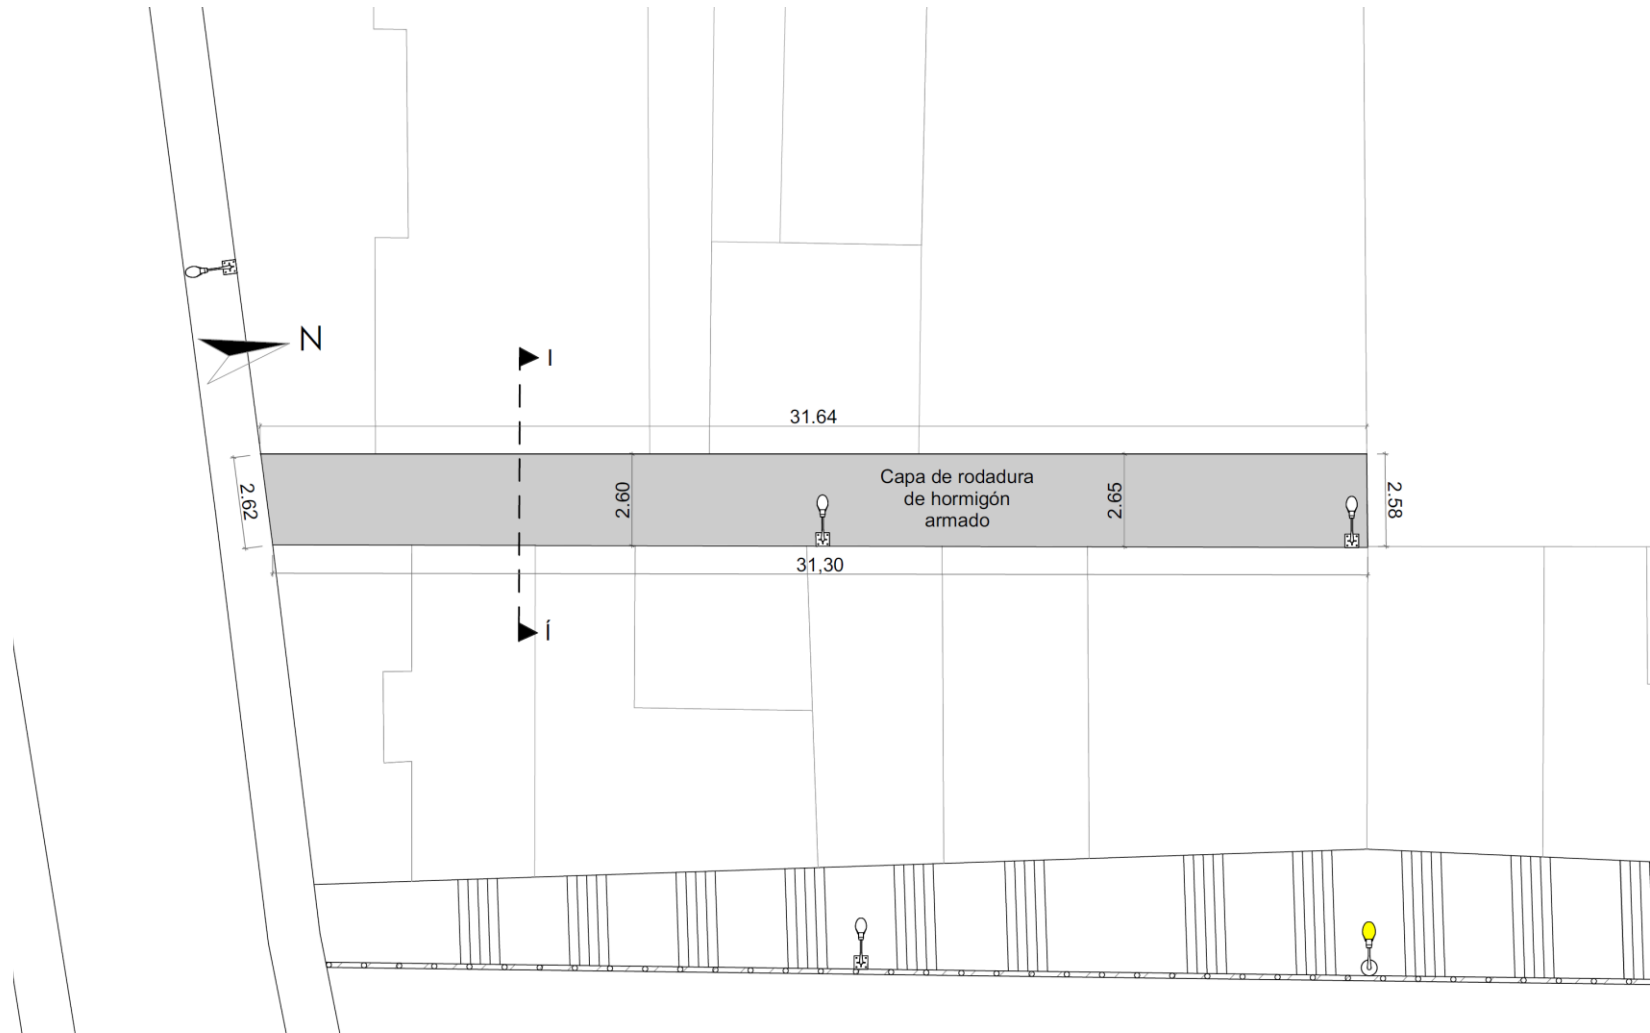 N
I
31.64
2.62
2.60
Capa de rodadura
de hormigón
armado
2.65
2.58
31,30
Í